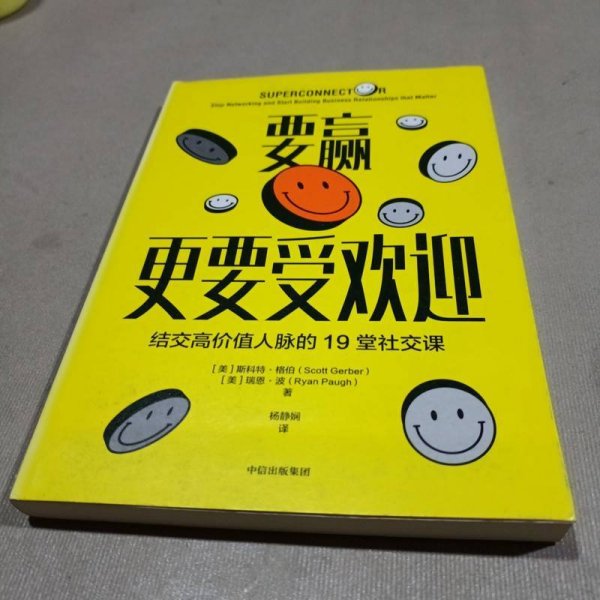 SUPERCONNECTOR
Stop Networking and Start Building Business Relationships that Matter
要赢
更要受欢迎
结交高价值人脉的 19 堂社交课
[美] 斯科特·格伯 (Scott Gerber)
[美] 瑞恩·波 (Ryan Paugh)
著
杨静娴
译
中信出版集团